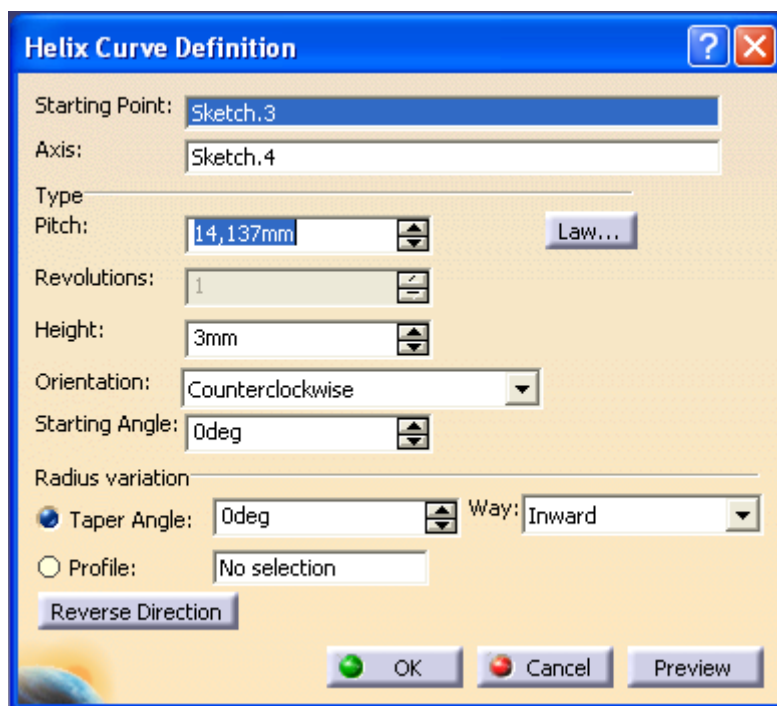 Helix Curve Definition ?
Starting Point: Sketch.3
Axis: Sketch.4
Type
Pitch: 14,137mm Law...
Revolutions: 1
Height: 3mm
Orientation: Counterclockwise
Starting Angle: 0deg
Radius variation
Taper Angle: 0deg Way: Inward
Profile: No selection
Reverse Direction
OK Cancel Preview